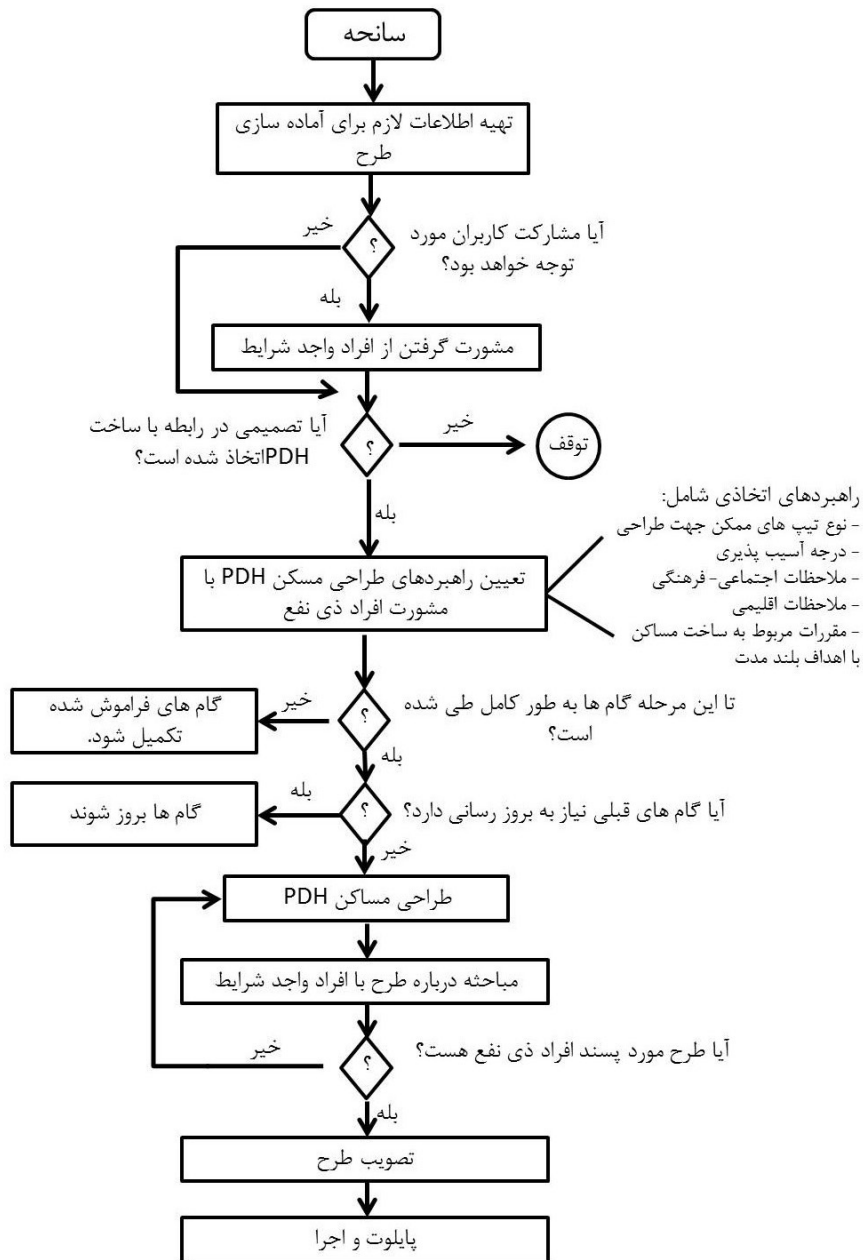 سانحه
تهیه اطلاعات لازم برای آماده سازی
طرح
خیر
؟
آیا مشارکت کاربران مورد
توجه خواهد بود؟
بله
مشورت گرفتن از افراد واجد شرایط
آیا تصمیمی در رابطه با ساخت
PDHاتخاذ شده است؟
؟
خیر
توقف
بله
راهبردهای اتخاذی شامل:
- نوع تیپ های ممکن جهت طراحی
- درجه آسیب پذیری
- ملاحظات اجتماعی- فرهنگی
- ملاحظات اقلیمی
- مقررات مربوط به ساخت مساکن
با اهداف بلند مدت
تعیین راهبردهای طراحی مسکن PDH با
مشورت افراد ذی نفع
تا این مرحله گام ها به طور کامل طی شده
است؟
؟
خیر
گام های فراموش شده
تکمیل شود.
بله
آیا گام های قبلی نیاز به بروز رسانی دارد؟
؟
بله
گام ها بروز شوند
خیر
طراحی مساکن PDH
مباحثه درباره طرح با افراد واجد شرایط
آیا طرح مورد پسند افراد ذی نفع هست؟
؟
خیر
بله
تصویب طرح
پایلوت و اجرا